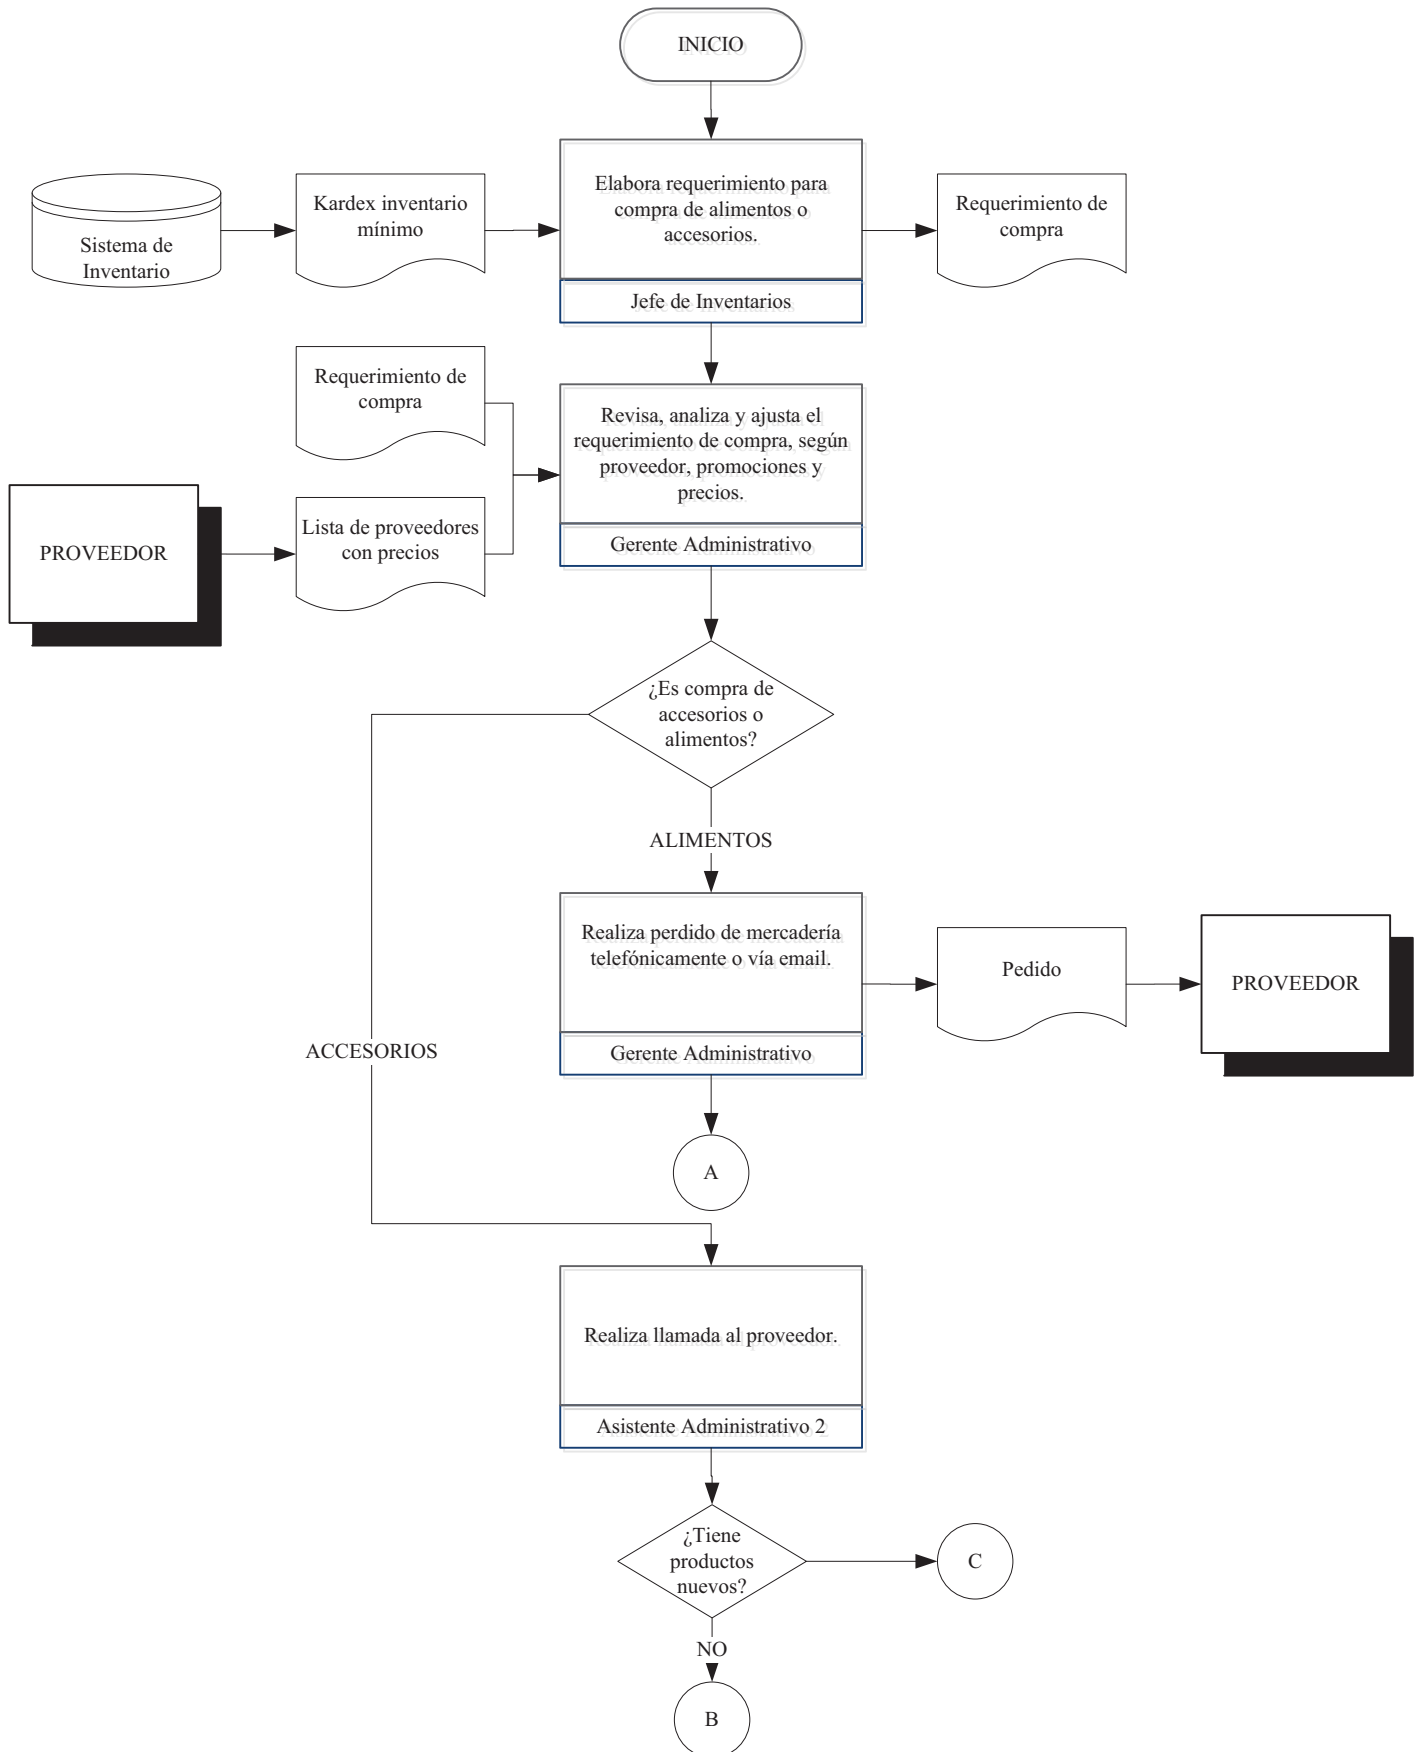 INICIO
Elabora requerimiento para
compra de alimentos o
accesorios.
Jefe de Inventarios
Sistema de
Inventario
Kardex inventario
mínimo
Requerimiento de
compra
Requerimiento de
compra
Revisa, analiza y ajusta el
requerimiento de compra, según
proveedor, promociones y
precios.
Gerente Administrativo
PROVEEDOR
Lista de proveedores
con precios
¿Es compra de
accesorios o
alimentos?
ALIMENTOS
Realiza perdido de mercadería
telefónicamente o vía email.
Gerente Administrativo
Pedido
PROVEEDOR
ACCESORIOS
A
Realiza llamada al proveedor.
Asistente Administrativo 2
¿Tiene
productos
nuevos?
C
NO
B